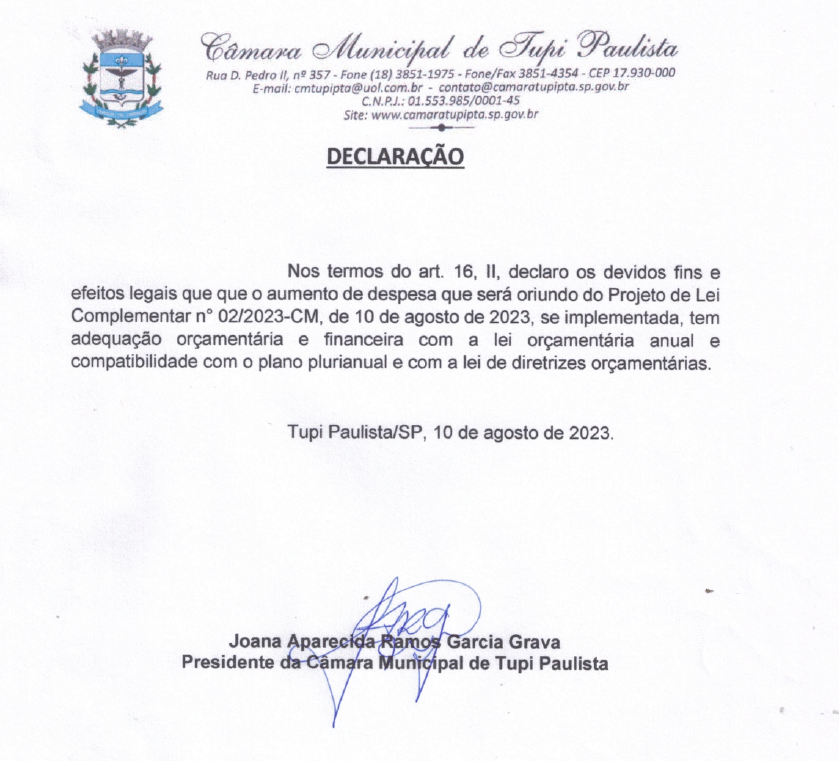 Câmara Municipal de Tupi Paulista
Rua D. Pedro II, nº 357 - Fone (18) 3851-1975 - Fone/Fax 3851-4354 - CEP 17.930-000
E-mail: cmtupipta@uol.com.br - contato@camaratupipta.sp.gov.br
C.N.P.J.: 01.553.985/0001-45
Site: www.camaratupipta.sp.gov.br
DECLARAÇÃO
Nos termos do art. 16, II, declaro os devidos fins e
efeitos legais que que o aumento de despesa que será oriundo do Projeto de Lei
Complementar n° 02/2023-CM, de 10 de agosto de 2023, se implementada, tem
adequação orçamentária e financeira com a lei orçamentária anual e
compatibilidade com o plano plurianual e com a lei de diretrizes orçamentárias.
Tupi Paulista/SP, 10 de agosto de 2023.
Joana Aparecida Ramos Garcia Grava
Presidente da Câmara Municipal de Tupi Paulista